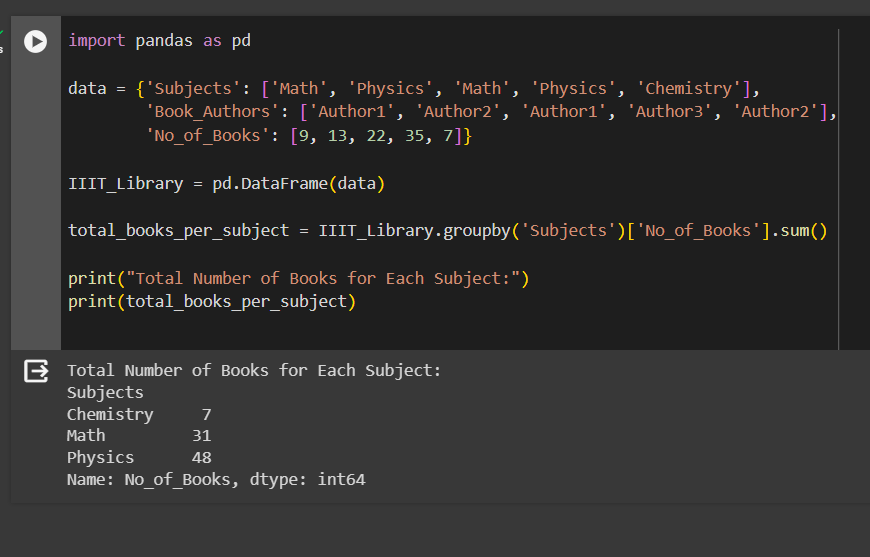 import pandas as pd
data = {'Subjects': ['Math', 'Physics', 'Math', 'Physics', 'Chemistry'],
'Book_Authors': ['Author1', 'Author2', 'Author1', 'Author3', 'Author2'],
'No_of_Books': [9, 13, 22, 35, 7]}
IIIT_Library = pd.DataFrame(data)
total_books_per_subject = IIIT_Library.groupby('Subjects')['No_of_Books'].sum()
print("Total Number of Books for Each Subject:")
print(total_books_per_subject)
Total Number of Books for Each Subject:
Subjects
Chemistry     7
Math         31
Physics      48
Name: No_of_Books, dtype: int64